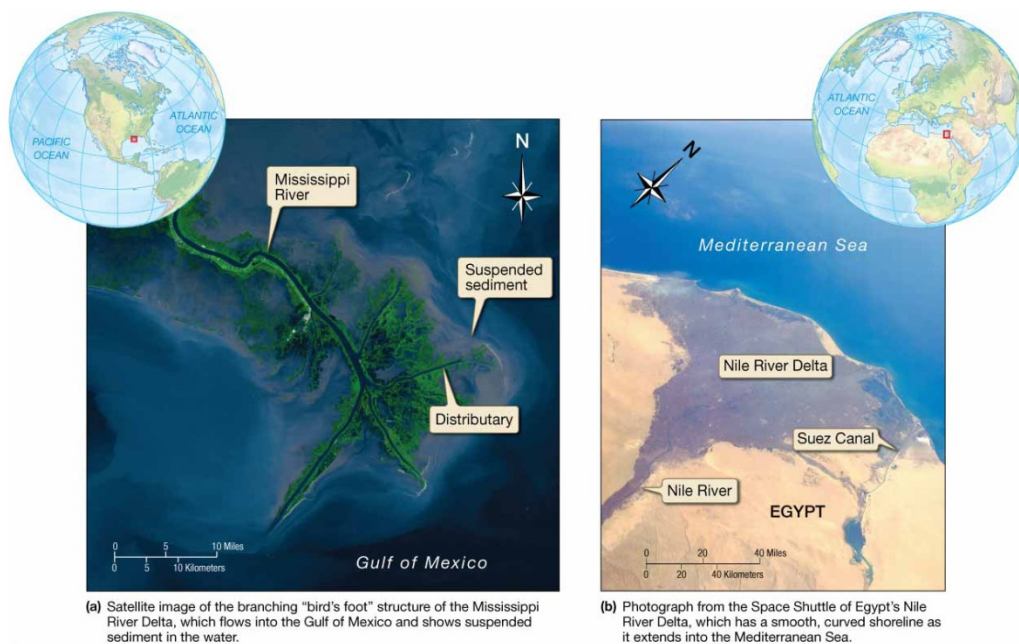 PACIFIC
OCEAN
ATLANTIC
OCEAN
N
Mississippi
River
Suspended
sediment
Distributary
0 5 10 Miles
0 5 10 Kilometers
Gulf of Mexico
(a) Satellite image of the branching “bird’s foot” structure of the Mississippi
River Delta, which flows into the Gulf of Mexico and shows suspended
sediment in the water.
ATLANTIC
OCEAN
N
Mediterranean Sea
Nile River Delta
Suez Canal
Nile River
EGYPT
0 20 40 Miles
0 20 40 Kilometers
(b) Photograph from the Space Shuttle of Egypt’s Nile
River Delta, which has a smooth, curved shoreline as
it extends into the Mediterranean Sea.